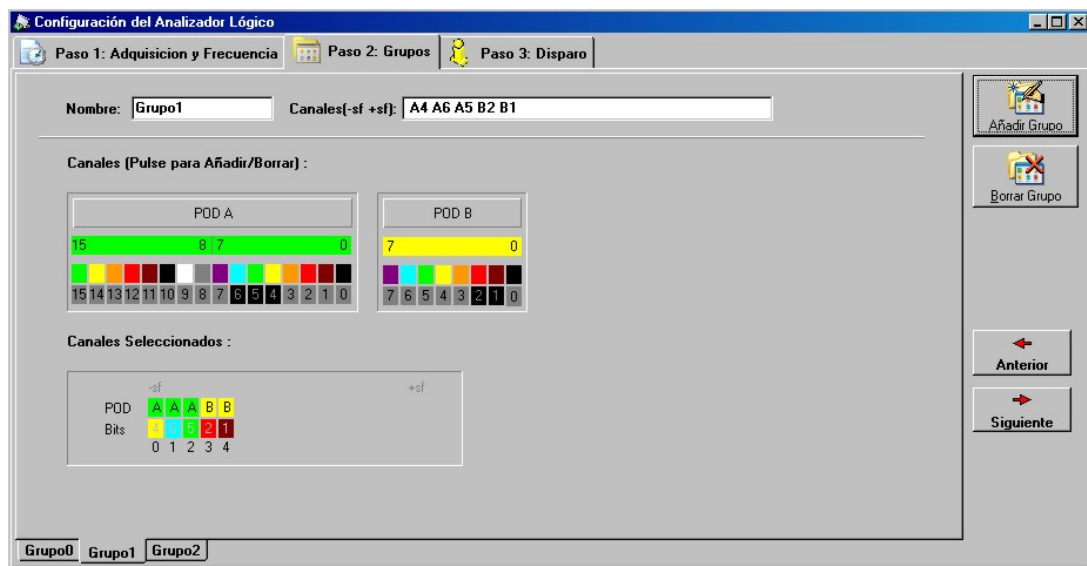 Configuración del Analizador Lógico
Paso 1: Adquisicion y Frecuencia Paso 2: Grupos Paso 3: Disparo
Nombre: Grupo1 Canales(-sf +sf): A4 A6 A5 B2 B1
Añadir Grupo
Canales (Pulse para Añadir/Borrar) :
Borrar Grupo
POD A POD B
15 8 7 0 7 0
15 14 13 12 11 10 9 8 7 6 5 4 3 2 1 0 7 6 5 4 3 2 1 0
Canales Seleccionados :
Anterior
-sf +sf
POD A A A B B
Bits 4 6 5 2 1
0 1 2 3 4
Siguiente
Grupo0 Grupo1 Grupo2